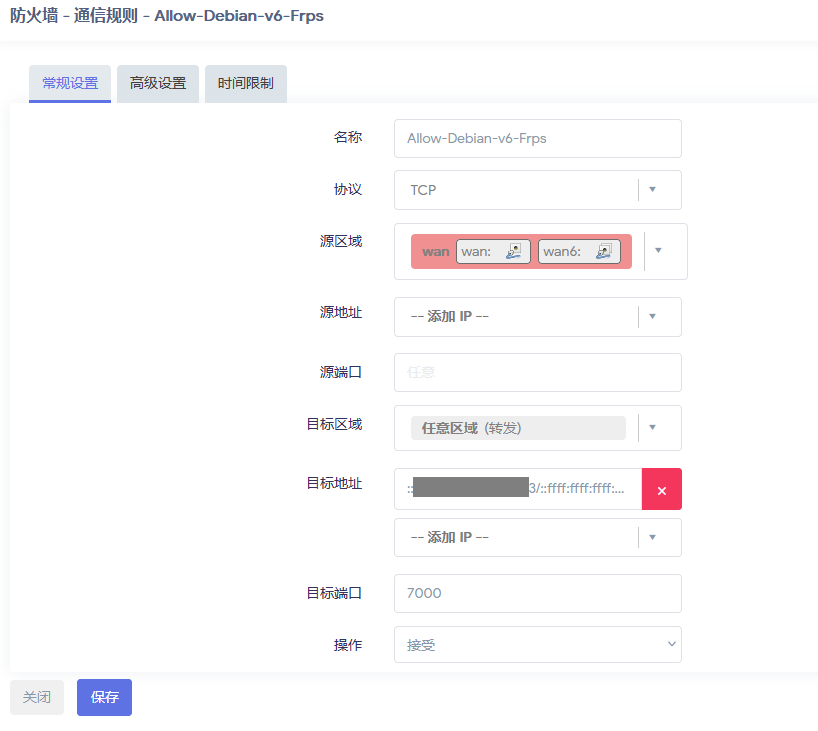 防火墙 - 通信规则 - Allow-Debian-v6-Frps
常规设置 高级设置 时间限制
名称 Allow-Debian-v6-Frps
协议 TCP
源区域 wan wan: wan6:
源地址 -- 添加 IP --
源端口 任意
目标区域 任意区域 (转发)
目标地址 :: 3/::ffff:ffff:ffff:... ×
-- 添加 IP --
目标端口 7000
操作 接受
关闭 保存